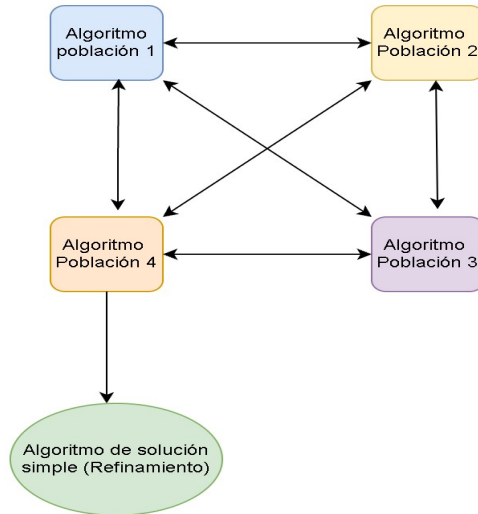 Algoritmo
población 1
Algoritmo
Población 2
Algoritmo
Población 4
Algoritmo
Población 3
Algoritmo de solución
simple (Refinamiento)